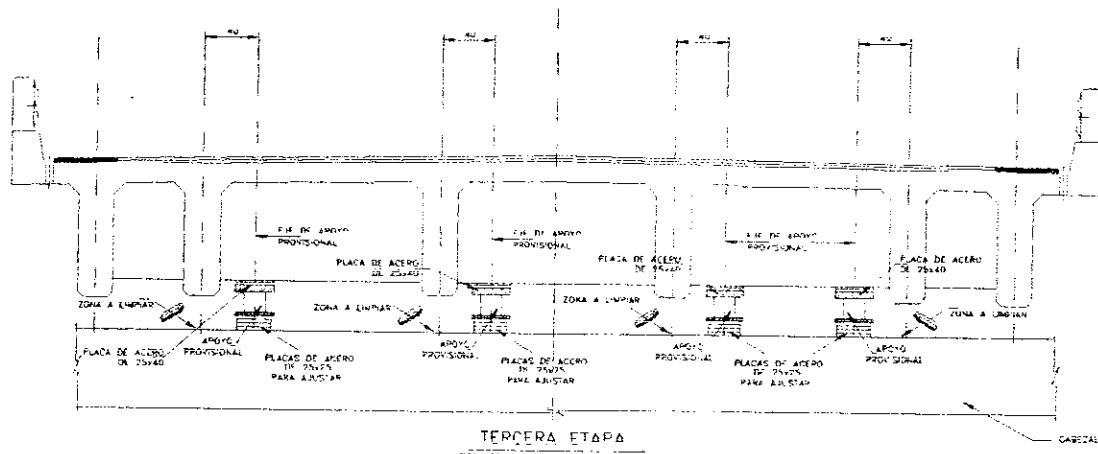 40
40
40
40
EJE DE APOYO
PROVISIONAL
EJE DE APOYO
PROVISIONAL
EJE DE APOYO
PROVISIONAL
PLACA DE ACERO
DE 25x40
PLACA DE ACERO
DE 25x40
PLACA DE ACERO
DE 25x40
ZONA A LIMPIAR
ZONA A LIMPIAR
ZONA A LIMPIAR
ZONA A LIMPIAR
APOYO
PROVISIONAL
APOYO
PROVISIONAL
APOYO
PROVISIONAL
APOYO
PROVISIONAL
PLACA DE ACERO
DE 25x40
PLACAS DE ACERO
DE 25x25
PARA AJUSTAR
PLACAS DE ACERO
DE 25x25
PARA AJUSTAR
PLACAS DE ACERO
DE 25x25
PARA AJUSTAR
TERCERA ETAPA
CABEZAL